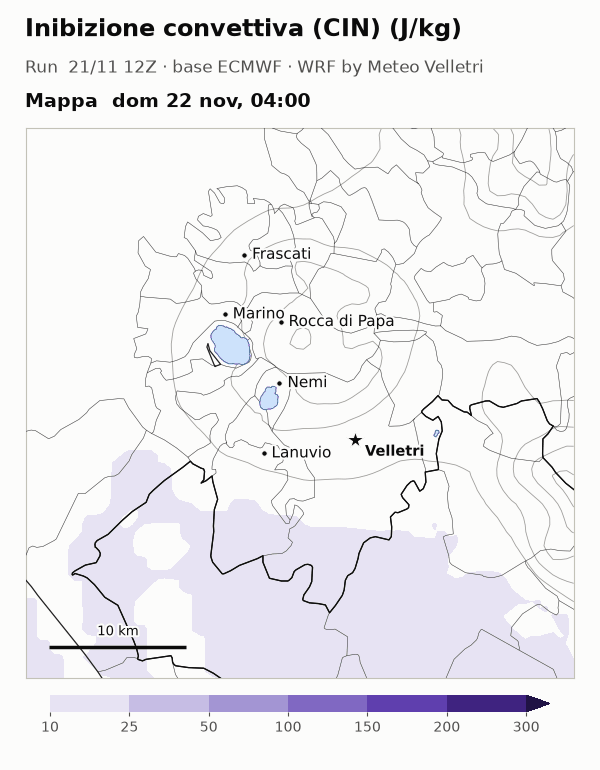 Inibizione convettiva (CIN) (J/kg)
Run  21/11 12Z · base ECMWF · WRF by Meteo Velletri
Mappa  dom 22 nov, 04:00
Frascati
Marino
Rocca di Papa
Nemi
Velletri
Lanuvio
10 km
10 25 50 100 150 200 300